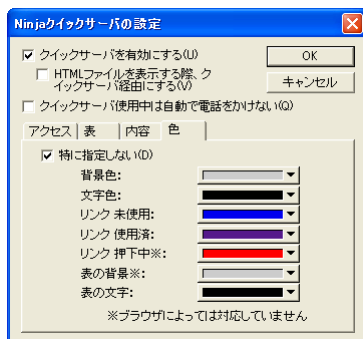 Ninjaクイックサーバの設定
クイックサーバを有効にする(U)
OK
HTMLファイルを表示する際、ク
イックサーバ経由にする(V)
キャンセル
クイックサーバ使用中は自動で電話をかけない(Q)
アクセス 表 内容 色
特に指定しない(D)
背景色:
文字色:
リンク 未使用:
リンク 使用済:
リンク 押下中※:
表の背景※:
表の文字:
※ブラウザによっては対応していません